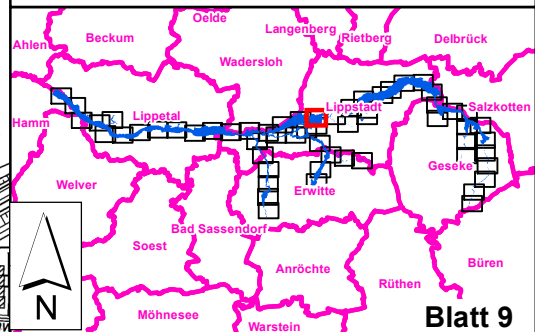 Oelde
Ahlen
Beckum
Langenberg
Rietberg
Delbrück
Wadersloh
Hamm
Lippetal
Lippstadt
Salzkotten
Geseke
Welver
Erwitte
Soest
Bad Sassendorf
Anröchte
Rüthen
Büren
Möhnesee
Warstein
N
Blatt 9